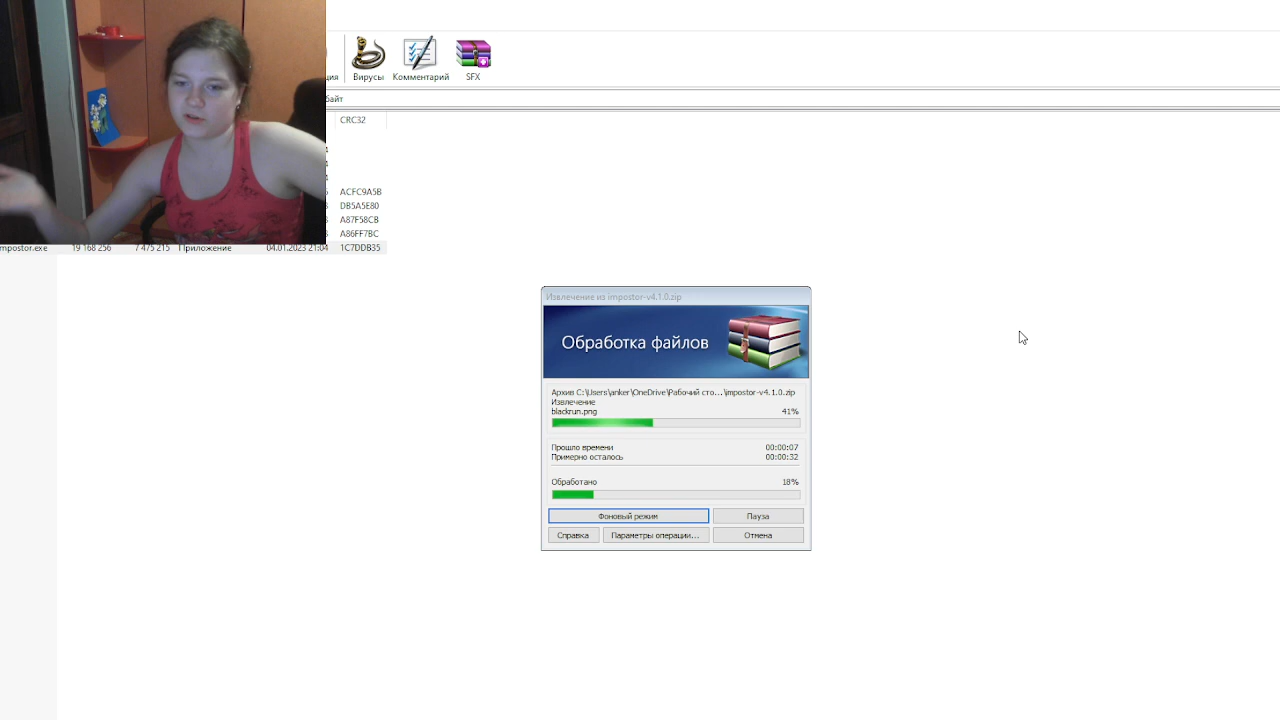 ция Вирусы Комментарий SFX
байт
CRC32
ACFC9A5B
DB5A5E80
A87F58CB
A86FF7BC
mpostor.exe 19 168 256 7 475 215 Приложение 04.01.2023 21:04 1C7DDB35
Извлечение из impostor-v4.1.0.zip
Обработка файлов
Архив C:\Users\anker\OneDrive\Рабочий сто...\impostor-v4.1.0.zip
Извлечение
blackrun.png 41%
Прошло времени 00:00:07
Примерно осталось 00:00:32
Обработано 18%
Фоновый режим Пауза
Справка Параметры операции... Отмена